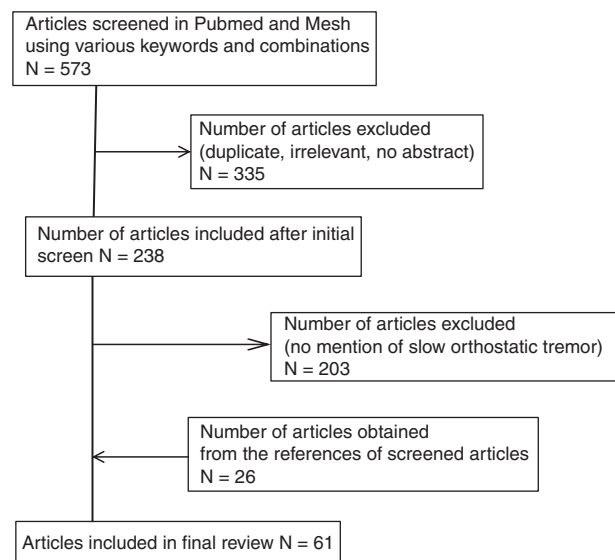 Articles screened in Pubmed and Mesh
using various keywords and combinations
N = 573
Number of articles excluded
(duplicate, irrelevant, no abstract)
N = 335
Number of articles included after initial
screen N = 238
Number of articles excluded
(no mention of slow orthostatic tremor)
N = 203
Number of articles obtained
from the references of screened articles
N = 26
Articles included in final review N = 61